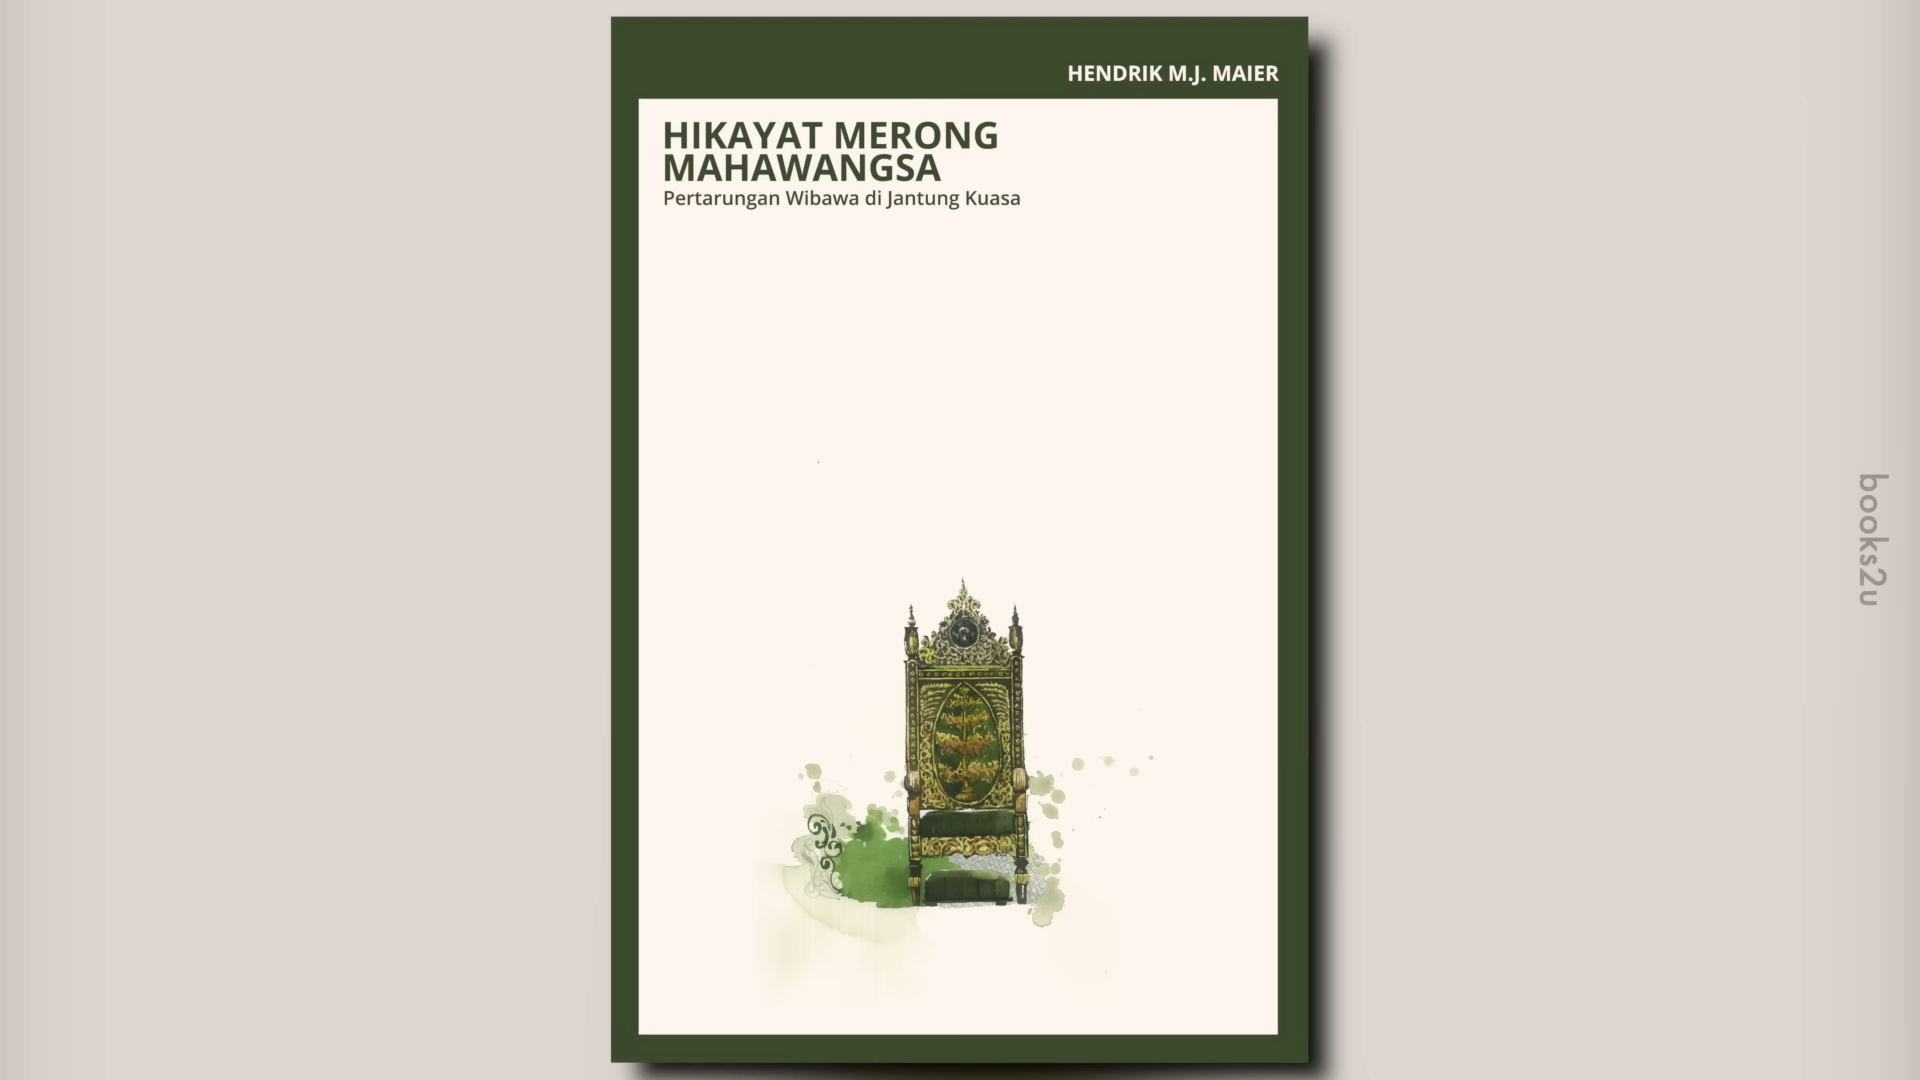 HENDRIK M.J. MAIER
HIKAYAT MERONG
MAHAWANGSA
Pertarungan Wibawa di Jantung Kuasa
books2u